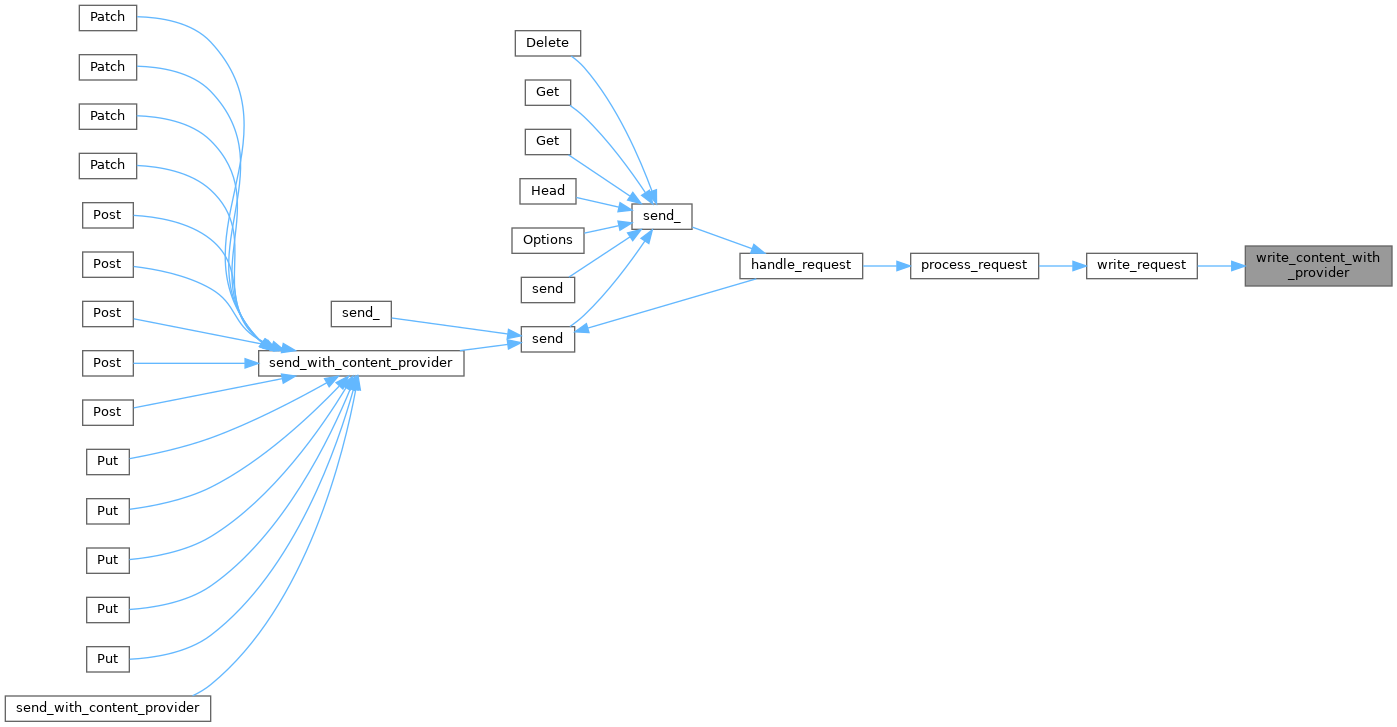 Patch
Patch
Patch
Patch
Post
Post
Post
Post
Post
Put
Put
Put
Put
Put
send_with_content_provider
send_with_content_provider
send_
Delete
Get
Get
Head
Options
send
send
send_
handle_request
process_request
write_request
write_content_with
_provider